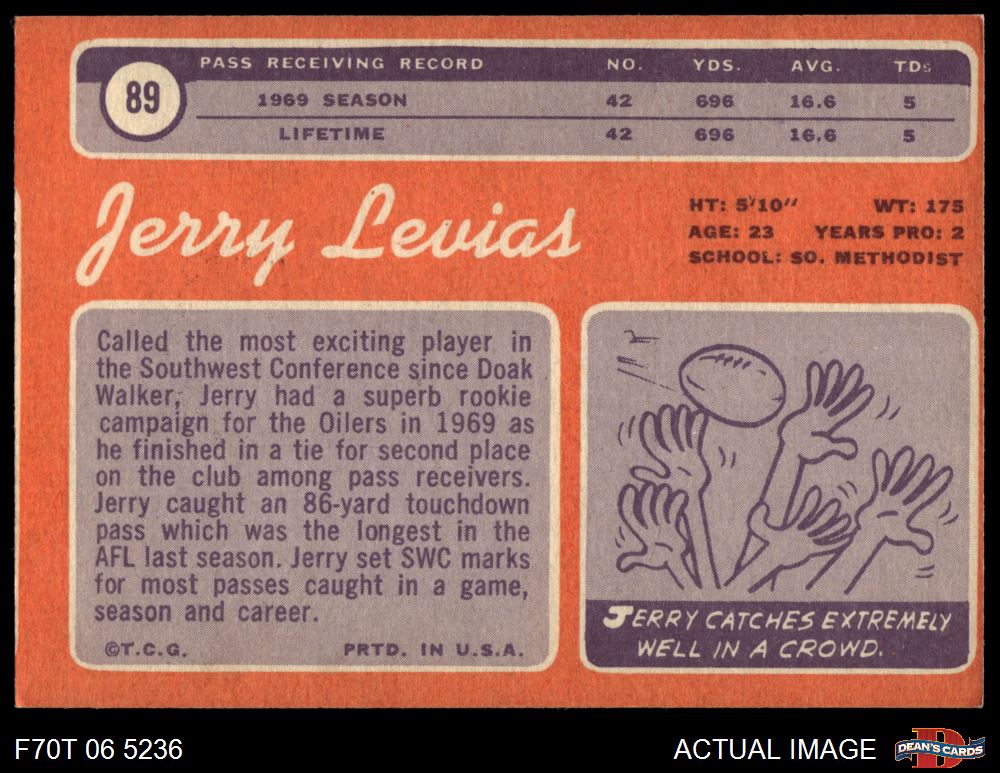 89
PASS RECEIVING RECORD NO. YDS. AVG. TDs
1969 SEASON 42 696 16.6 5
LIFETIME 42 696 16.6 5
Jerry Levias
HT: 5'10" WT: 175
AGE: 23 YEARS PRO: 2
SCHOOL: SO. METHODIST
Called the most exciting player in
the Southwest Conference since Doak
Walker, Jerry had a superb rookie
campaign for the Oilers in 1969 as
he finished in a tie for second place
on the club among pass receivers.
Jerry caught an 86-yard touchdown
pass which was the longest in the
AFL last season. Jerry set SWC marks
for most passes caught in a game,
season and career.
©T.C.G. PRTD. IN U.S.A.
JERRY CATCHES EXTREMELY
WELL IN A CROWD.
F70T 06 5236
ACTUAL IMAGE
D
DEAN'S CARDS